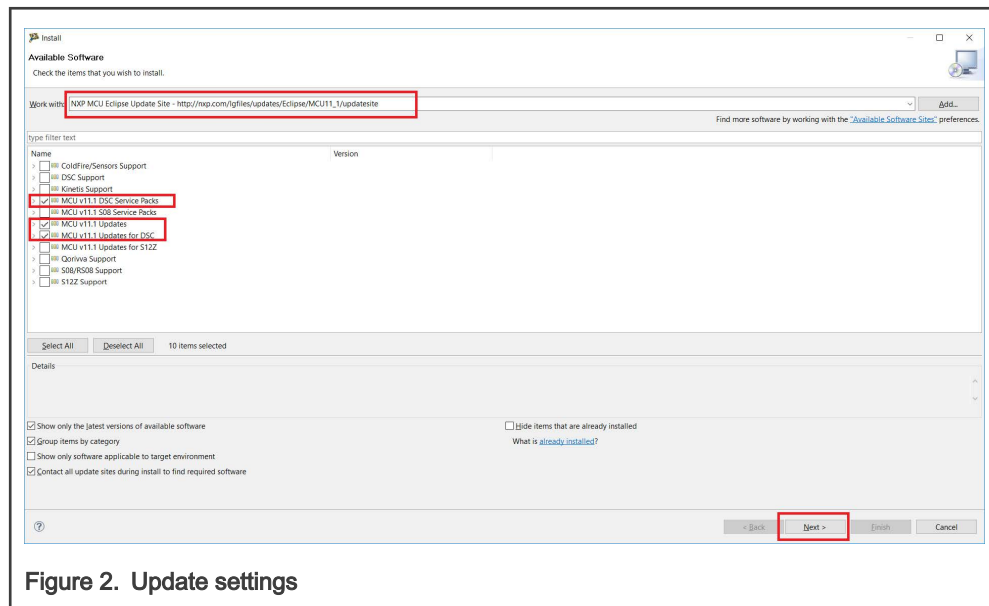 Install
Available Software
Check the items that you wish to install.
Work with: NXP MCU Eclipse Update Site - http://nxp.com/lgfiles/updates/Eclipse/MCU11_1/updatesite
Add...
Find more software by working with the "Available Software Sites" preferences.
type filter text
Name Version
ColdFire/Sensors Support
DSC Support
Kinetis Support
MCU v11.1 DSC Service Packs
MCU v11.1 S08 Service Packs
MCU v11.1 Updates
MCU v11.1 Updates for DSC
MCU v11.1 Updates for S12Z
Qorivva Support
S08/RS08 Support
S12Z Support
Select All Deselect All 10 items selected
Details
Show only the latest versions of available software Hide items that are already installed
Group items by category What is already installed?
Show only software applicable to target environment
Contact all update sites during install to find required software
? < Back Next > Finish Cancel
Figure 2. Update settings